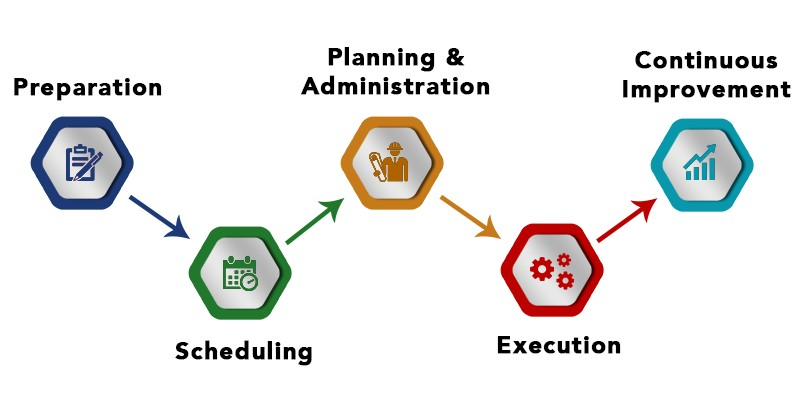 Preparation
Scheduling
Planning &
Administration
Execution
Continuous
Improvement